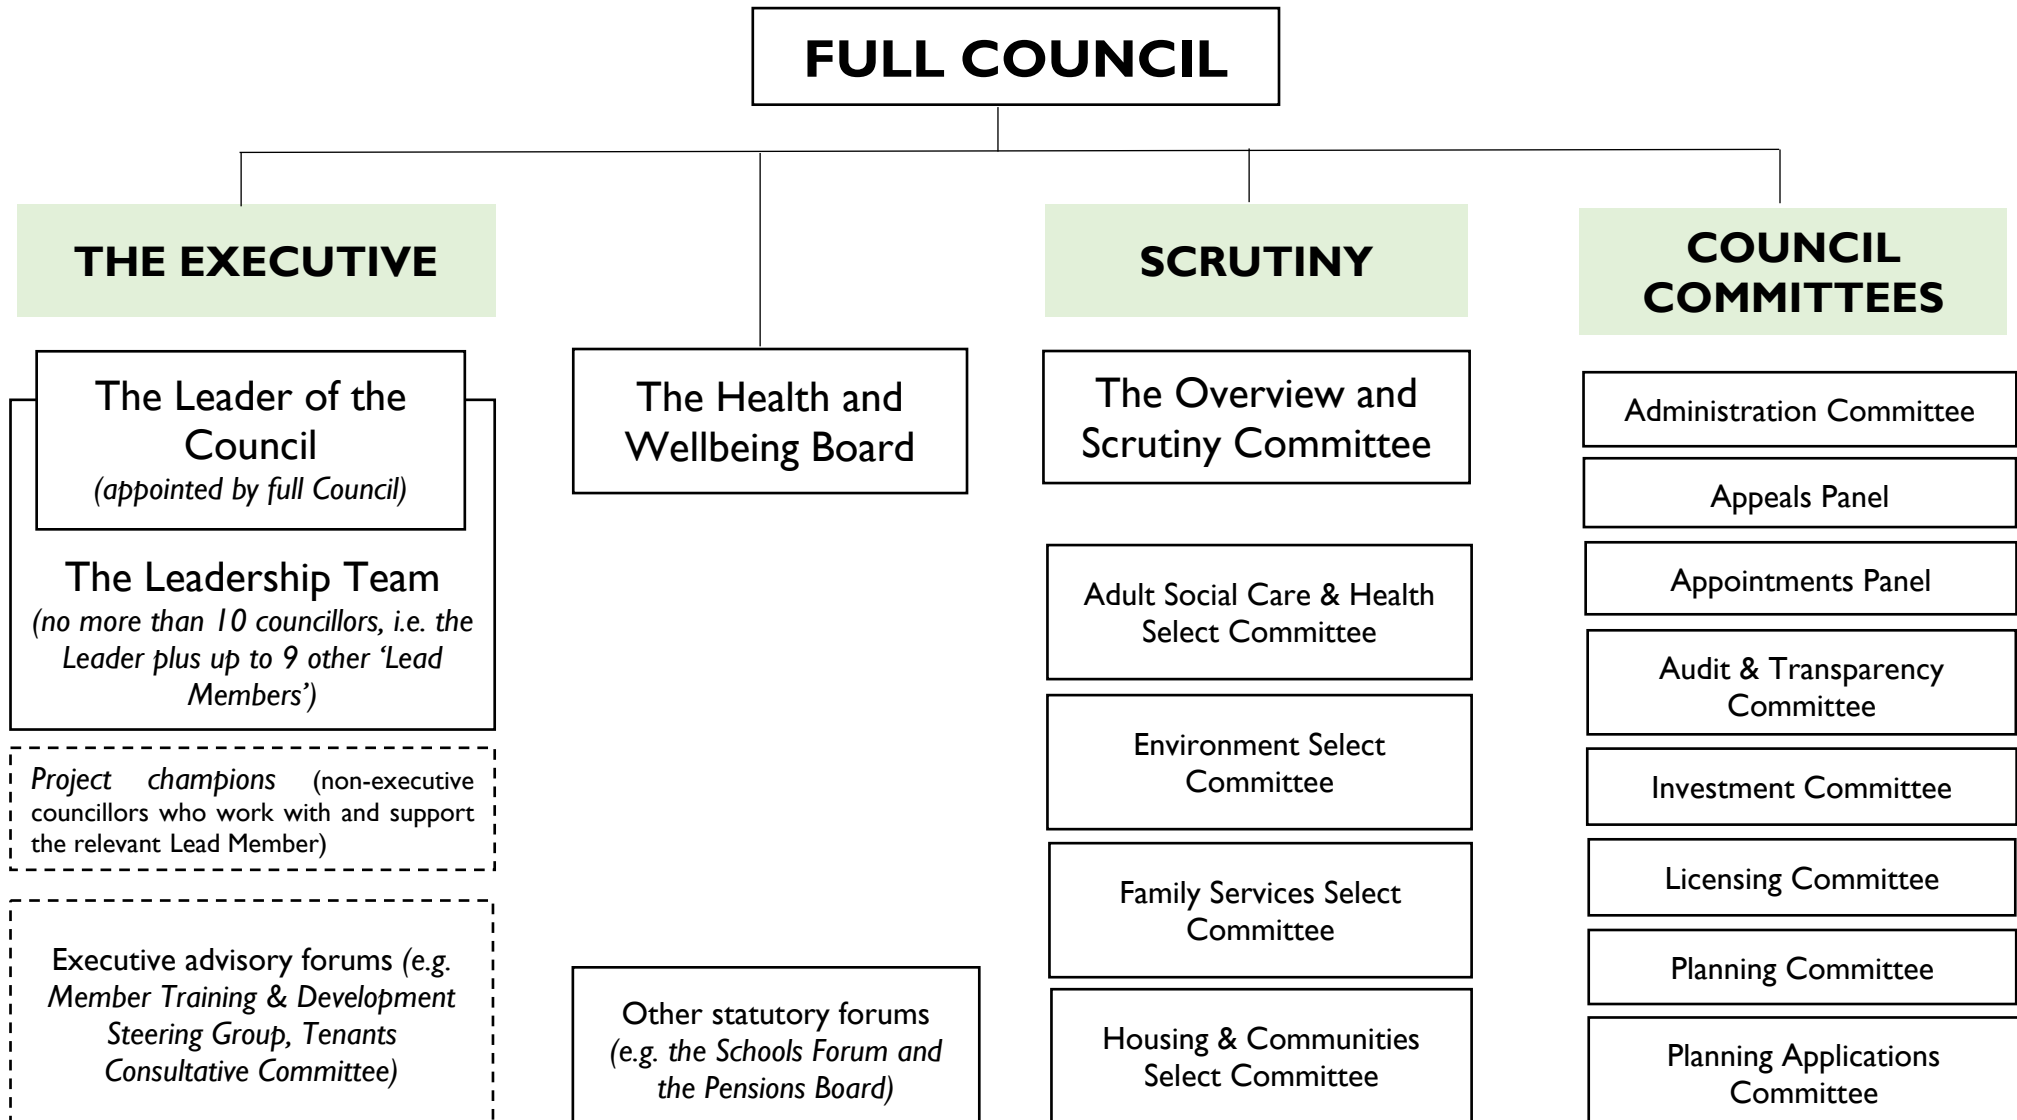 FULL COUNCIL
THE EXECUTIVE
The Leader of the
Council
(appointed by full Council)
The Leadership Team
(no more than 10 councillors, i.e. the
Leader plus up to 9 other ‘Lead
Members’)
Project champions (non-executive
councillors who work with and support
the relevant Lead Member)
Executive advisory forums (e.g.
Member Training & Development
Steering Group, Tenants
Consultative Committee)
The Health and
Wellbeing Board
Other statutory forums
(e.g. the Schools Forum and
the Pensions Board)
SCRUTINY
The Overview and
Scrutiny Committee
Adult Social Care & Health
Select Committee
Environment Select
Committee
Family Services Select
Committee
Housing & Communities
Select Committee
COUNCIL
COMMITTEES
Administration Committee
Appeals Panel
Appointments Panel
Audit & Transparency
Committee
Investment Committee
Licensing Committee
Planning Committee
Planning Applications
Committee